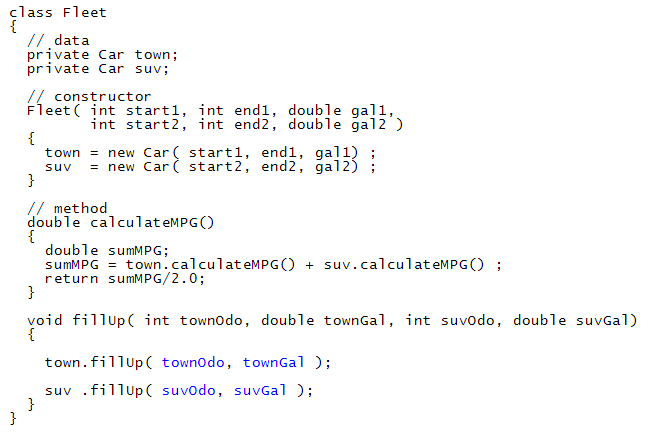 class Fleet
{
  // data
  private Car town;
  private Car suv;

  // constructor
  Fleet( int start1, int end1, double gal1,
         int start2, int end2, double gal2 )
  {
    town = new Car( start1, end1, gal1) ;
    suv  = new Car( start2, end2, gal2) ;
  }

  // method
  double calculateMPG()
  {
    double sumMPG;
    sumMPG = town.calculateMPG() + suv.calculateMPG() ;
    return sumMPG/2.0;
  }

  void fillUp( int townOdo, double townGal, int suvOdo, double suvGal)
  {

    town.fillUp( townOdo, townGal );

    suv .fillUp( suvOdo, suvGal );
  }
}